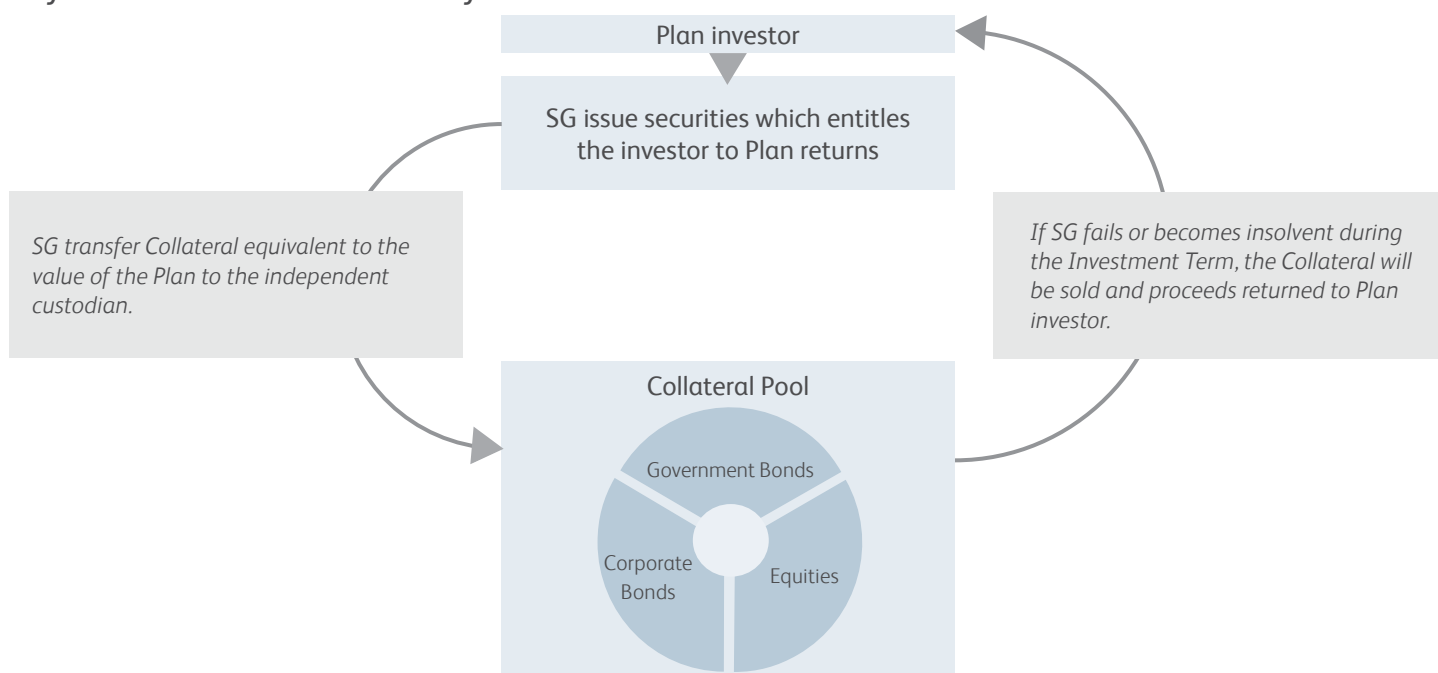 Plan investor
SG issue securities which entitles
the investor to Plan returns
SG transfer Collateral equivalent to the
value of the Plan to the independent
custodian.
If SG fails or becomes insolvent during
the Investment Term, the Collateral will
be sold and proceeds returned to Plan
investor.
Collateral Pool
Government Bonds
Corporate
Bonds
Equities